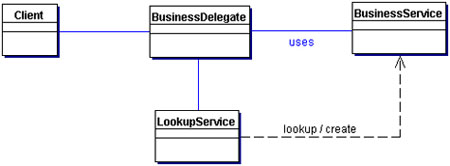 Client
BusinessDelegate
BusinessService
uses
LookupService
lookup / create